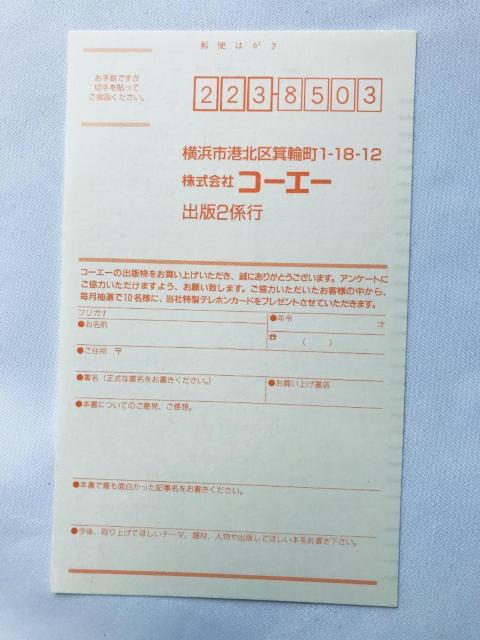 郵便はがき
お手数ですが
切手を貼って
ご投函ください。
223-8503
横浜市港北区箕輪町1-18-12
株式会社 コーエー
出版2係行
コーエーの出版物をお買い上げいただき、誠にありがとうございます。アンケートに
ご協力いただけますよう、お願い致します。ご協力いただいたお客様の中から、
毎月抽選で10名様に、当社特製テレホンカードをプレゼントさせていただきます。
フリガナ
●お名前
●年令 才
☎ ( )
●ご住所 〒
●書名（正式な書名をお書きください。）
●お買い上げ書店
●本書についてのご意見、ご感想。
●本書で最も面白かった記事名をお書きください。
●今後、取り上げてほしいテーマ、題材、人物や出版してほしい本をお書き下さい。